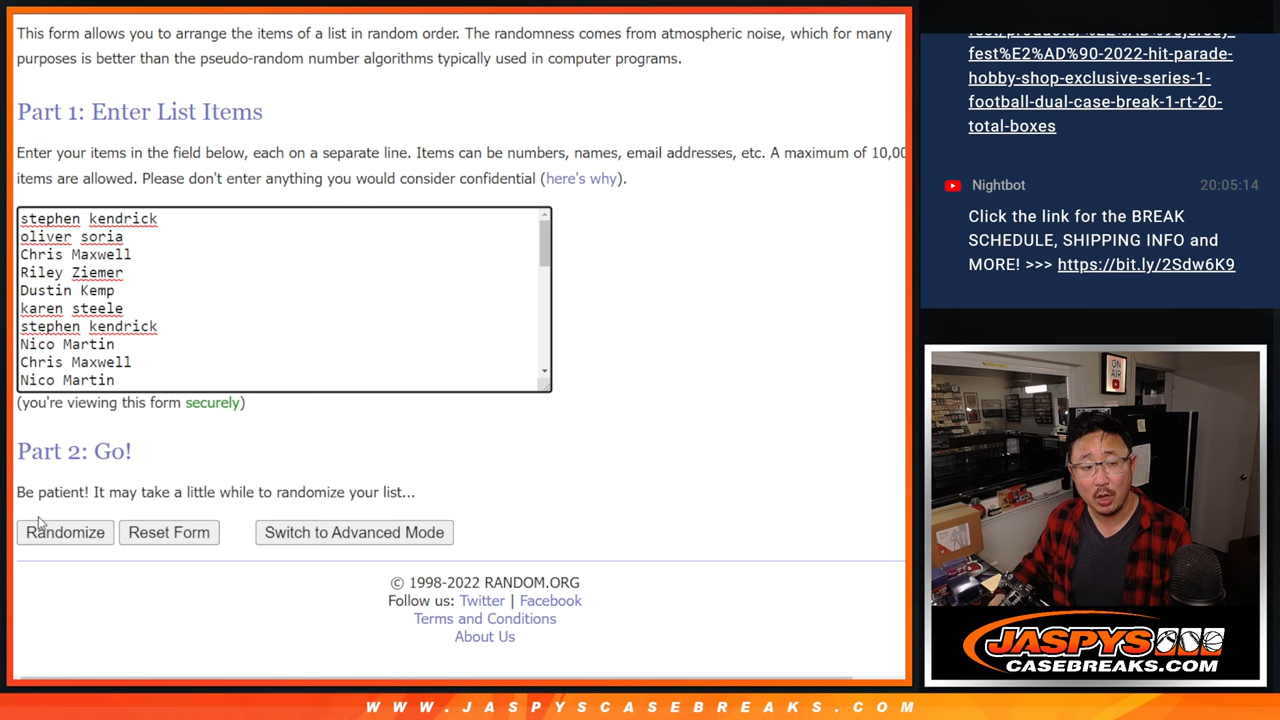 This form allows you to arrange the items of a list in random order. The randomness comes from atmospheric noise, which for many
purposes is better than the pseudo-random number algorithms typically used in computer programs.
Part 1: Enter List Items
Enter your items in the field below, each on a separate line. Items can be numbers, names, email addresses, etc. A maximum of 10,00
items are allowed. Please don't enter anything you would consider confidential (here's why).
stephen kendrick
oliver soria
Chris Maxwell
Riley Ziemer
Dustin Kemp
karen steele
stephen kendrick
Nico Martin
Chris Maxwell
Nico Martin
(you're viewing this form securely)
Part 2: Go!
Be patient! It may take a little while to randomize your list...
Randomize
Reset Form
Switch to Advanced Mode
© 1998-2022 RANDOM.ORG
Follow us: Twitter | Facebook
Terms and Conditions
About Us
fest%E2%AD%90-2022-hit-parade-
hobby-shop-exclusive-series-1-
football-dual-case-break-1-rt-20-
total-boxes
Nightbot
20:05:14
Click the link for the BREAK
SCHEDULE, SHIPPING INFO and
MORE! >>> https://bit.ly/2Sdw6K9
ON
AIR
JASPYS
CASEBREAKS.COM
WWW.JASPYSCASEBREAKS.COM